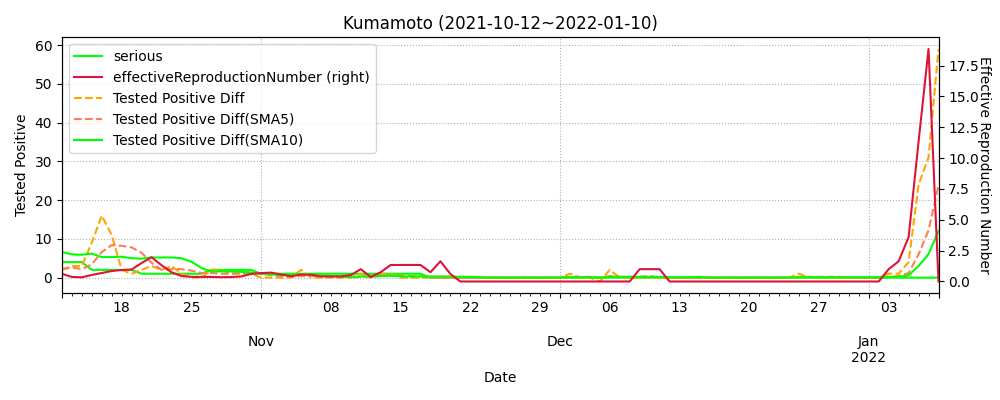 Kumamoto (2021-10-12~2022-01-10)
serious
effectiveReproductionNumber (right)
Tested Positive Diff
Tested Positive Diff(SMA5)
Tested Positive Diff(SMA10)
Tested Positive
60
50
40
30
20
10
0
17.5
15.0
12.5
10.0
7.5
5.0
2.5
0.0
Effective Reproduction Number
18 25 08 15 22 29 06 13 20 27 03
Nov Dec Jan
2022
Date